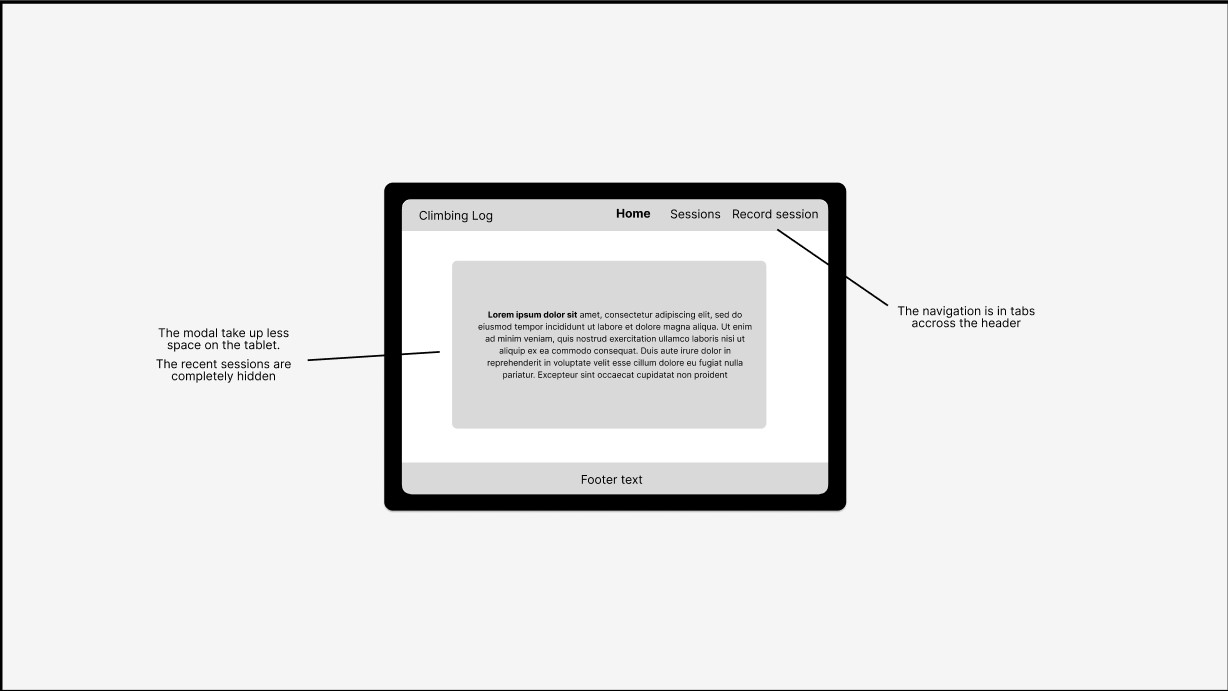 Climbing Log
Home
Sessions
Record session
Lorem ipsum dolor sit amet, consectetur adipiscing elit, sed do
eiusmod tempor incididunt ut labore et dolore magna aliqua. Ut enim
ad minim veniam, quis nostrud exercitation ullamco laboris nisi ut
aliquip ex ea commodo consequat. Duis aute irure dolor in
reprehenderit in voluptate velit esse cillum dolore eu fugiat nulla
pariatur. Excepteur sint occaecat cupidatat non proident
Footer text
The modal take up less
space on the tablet.
The recent sessions are
completely hidden
The navigation is in tabs
accross the header